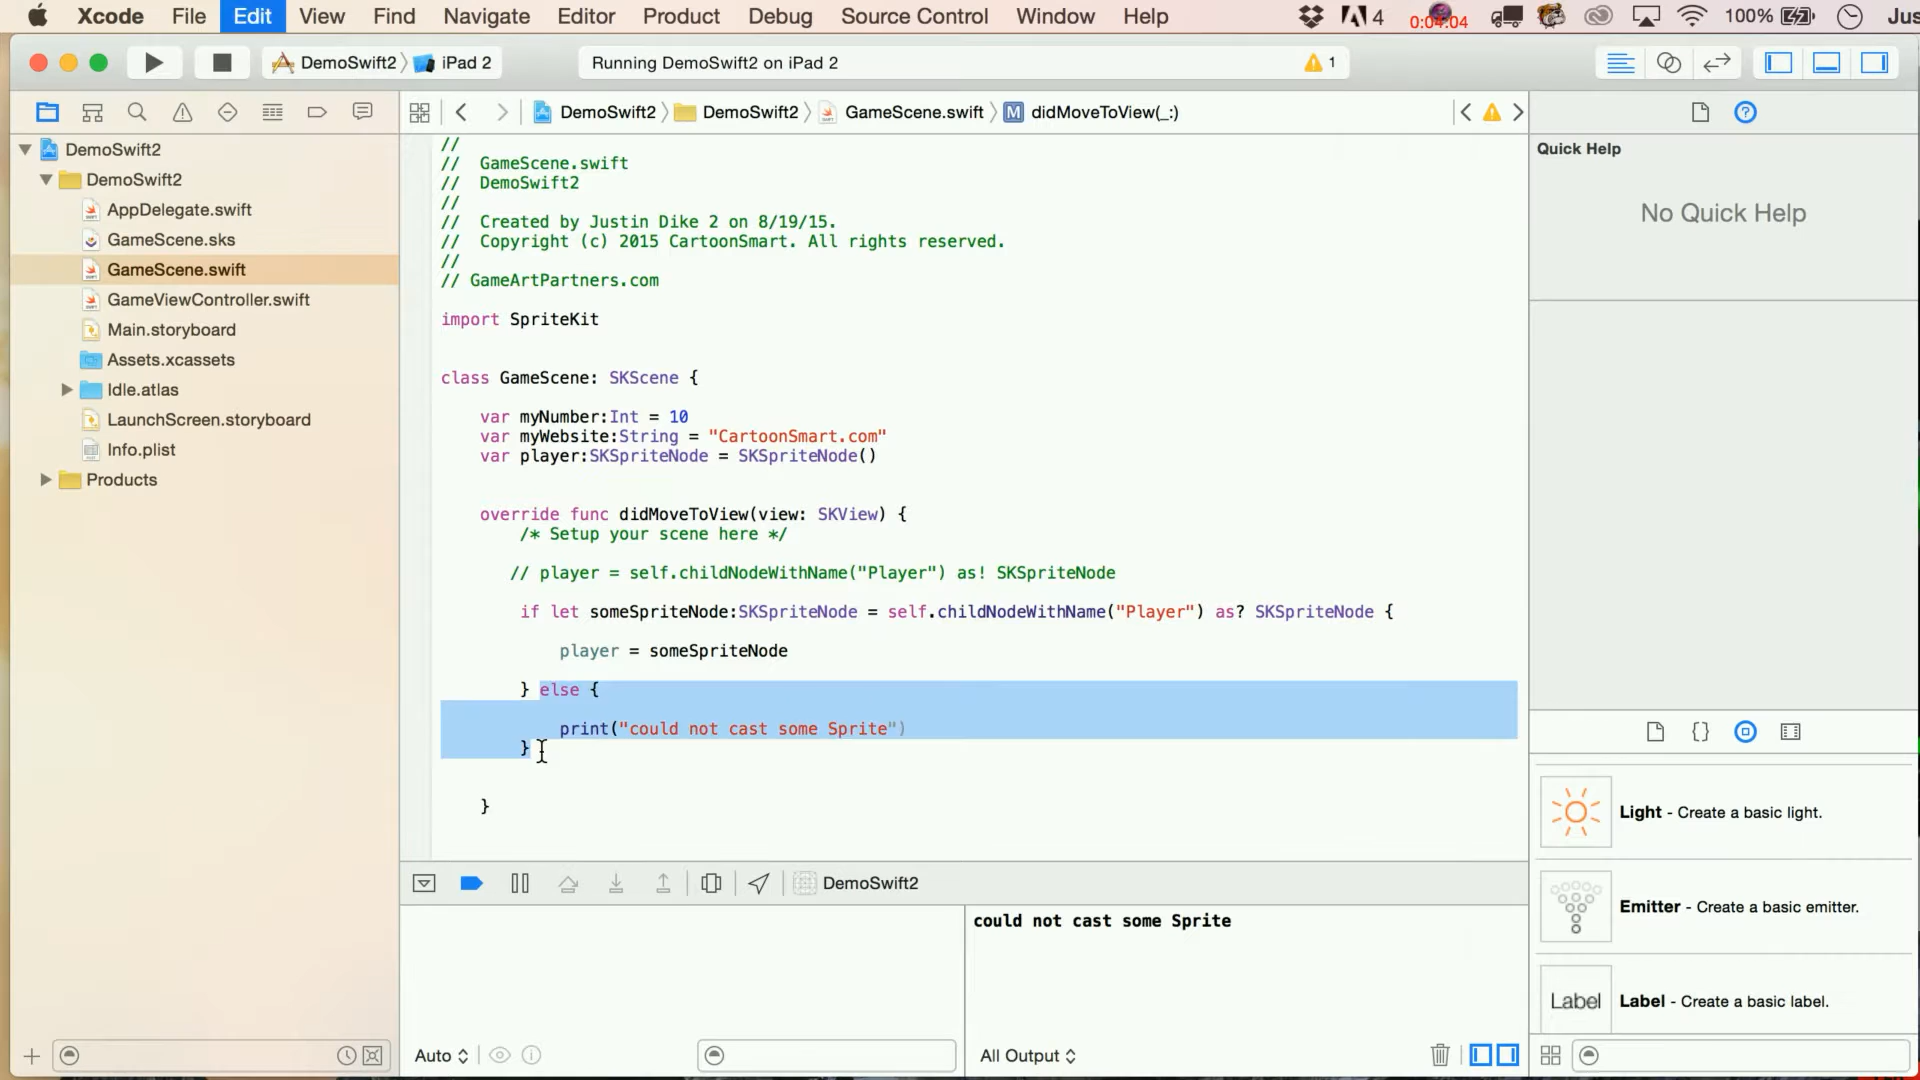 Xcode File Edit View Find Navigate Editor Product Debug Source Control Window Help 4 0:04:04 100% Jus
DemoSwift2 iPad 2 Running DemoSwift2 on iPad 2 1
DemoSwift2 DemoSwift2 GameScene.swift M didMoveToView(_:)
DemoSwift2
DemoSwift2
AppDelegate.swift
GameScene.sks
GameScene.swift
GameViewController.swift
Main.storyboard
Assets.xcassets
Idle.atlas
LaunchScreen.storyboard
Info.plist
Products
//
// GameScene.swift
// DemoSwift2
//
// Created by Justin Dike 2 on 8/19/15.
// Copyright (c) 2015 CartoonSmart. All rights reserved.
//
// GameArtPartners.com
import SpriteKit
class GameScene: SKScene {
var myNumber:Int = 10
var myWebsite:String = "CartoonSmart.com"
var player:SKSpriteNode = SKSpriteNode()
override func didMoveToView(view: SKView) {
/* Setup your scene here */
// player = self.childNodeWithName("Player") as! SKSpriteNode
if let someSpriteNode:SKSpriteNode = self.childNodeWithName("Player") as? SKSpriteNode {
player = someSpriteNode
} else {
print("could not cast some Sprite")
}
}
DemoSwift2
could not cast some Sprite
Auto
All Output
Quick Help
No Quick Help
Light - Create a basic light.
Emitter - Create a basic emitter.
Label Label - Create a basic label.